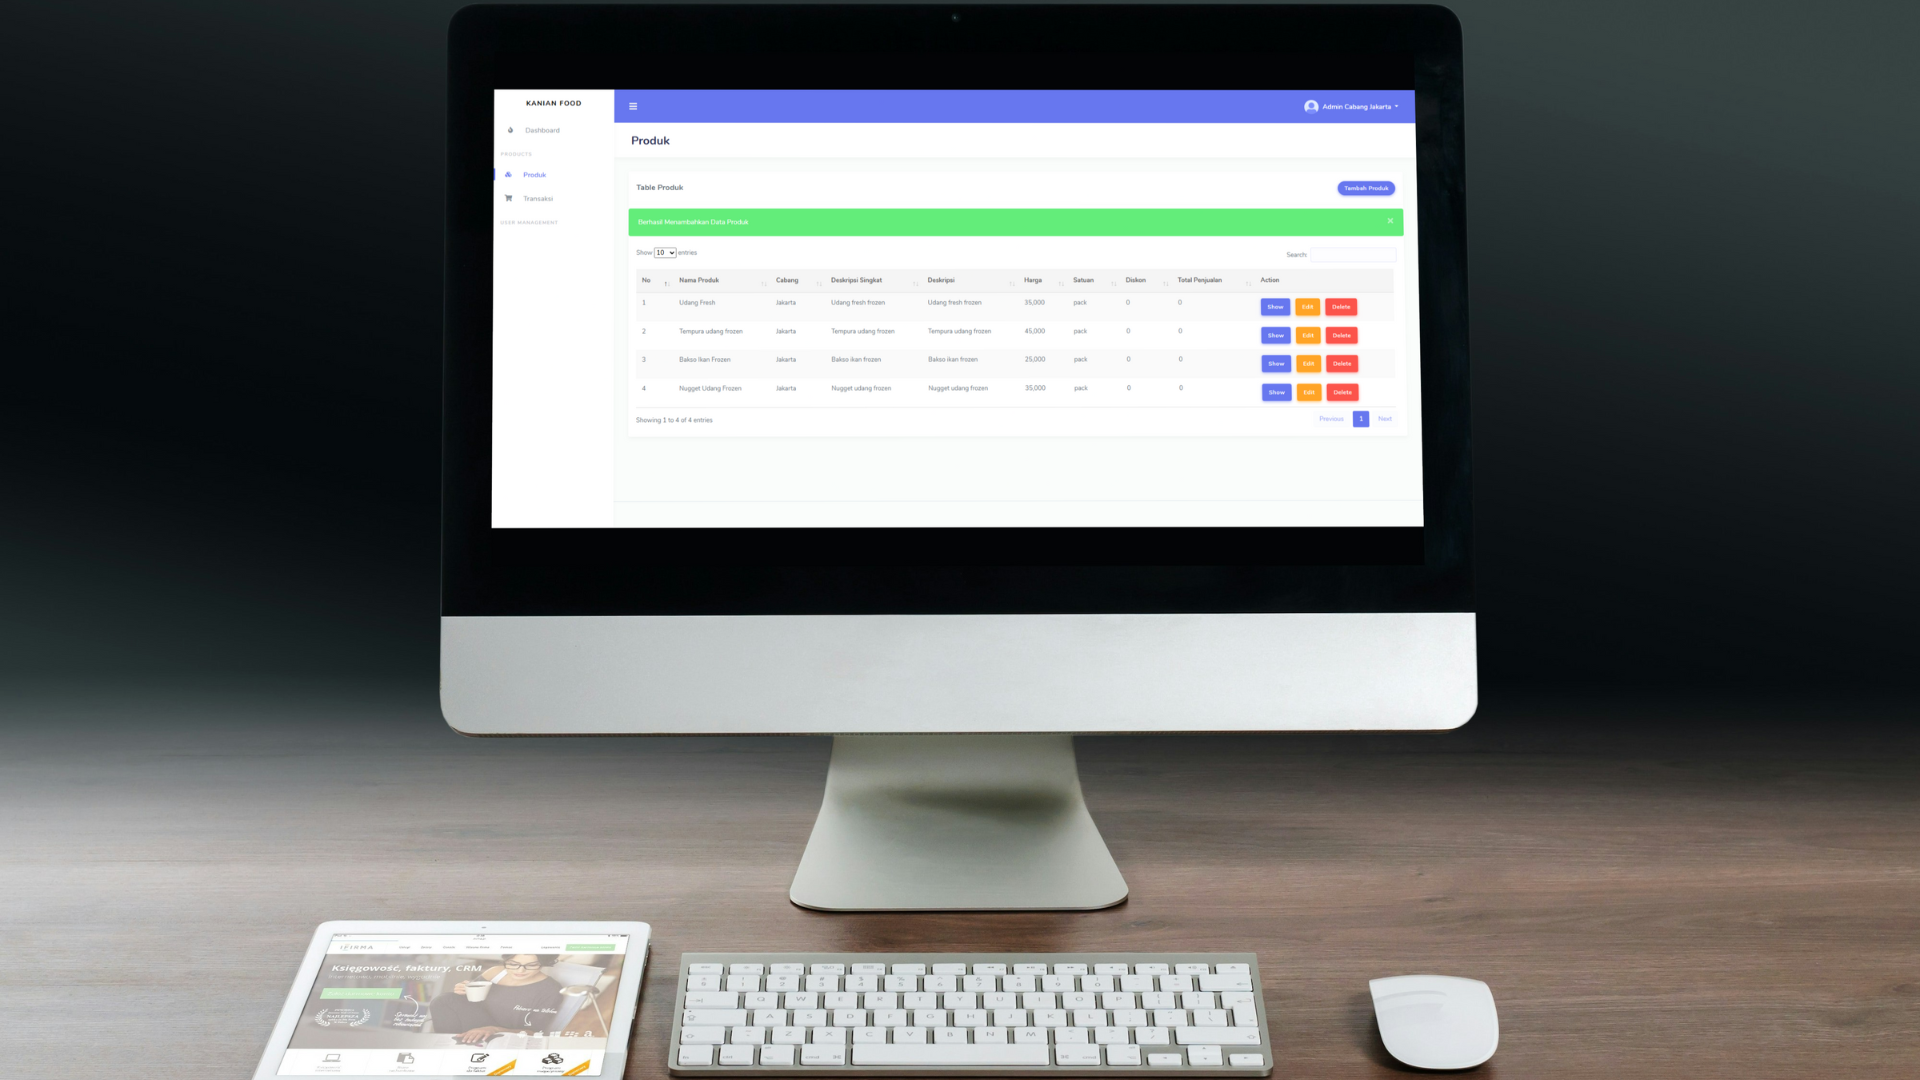 KANIAN FOOD
Admin Cabang Jakarta
Dashboard
Produk
PRODUCTS
Produk
Transaksi
USER MANAGEMENT
Table Produk
Tambah Produk
Berhasil Menambahkan Data Produk
×
Show 10 entries
Search:
No Nama Produk Cabang Deskripsi Singkat Deskripsi Harga Satuan Diskon Total Penjualan Action
1 Udang Fresh Jakarta Udang fresh frozen Udang fresh frozen 35,000 pack 0 0 Show Edit Delete
2 Tempura udang frozen Jakarta Tempura udang frozen Tempura udang frozen 45,000 pack 0 0 Show Edit Delete
3 Bakso Ikan Frozen Jakarta Bakso ikan frozen Bakso ikan frozen 25,000 pack 0 0 Show Edit Delete
4 Nugget Udang Frozen Jakarta Nugget udang frozen Nugget udang frozen 35,000 pack 0 0 Show Edit Delete
Showing 1 to 4 of 4 entries
Previous 1 Next
IFIRMA
Księgowość, faktury, CRM
Q W E R T Y U I O P
A S D F G H J K L
Z X C V B N M